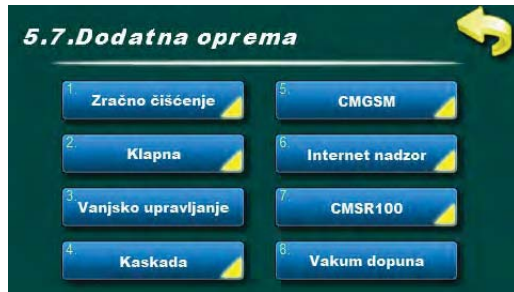 5.7.Dodatna oprema
1. Zračno čišćenje
2. Klapna
3. Vanjsko upravljanje
4. Kaskada
5. CMGSM
6. Internet nadzor
7. CMSR100
8. Vakum dopuna